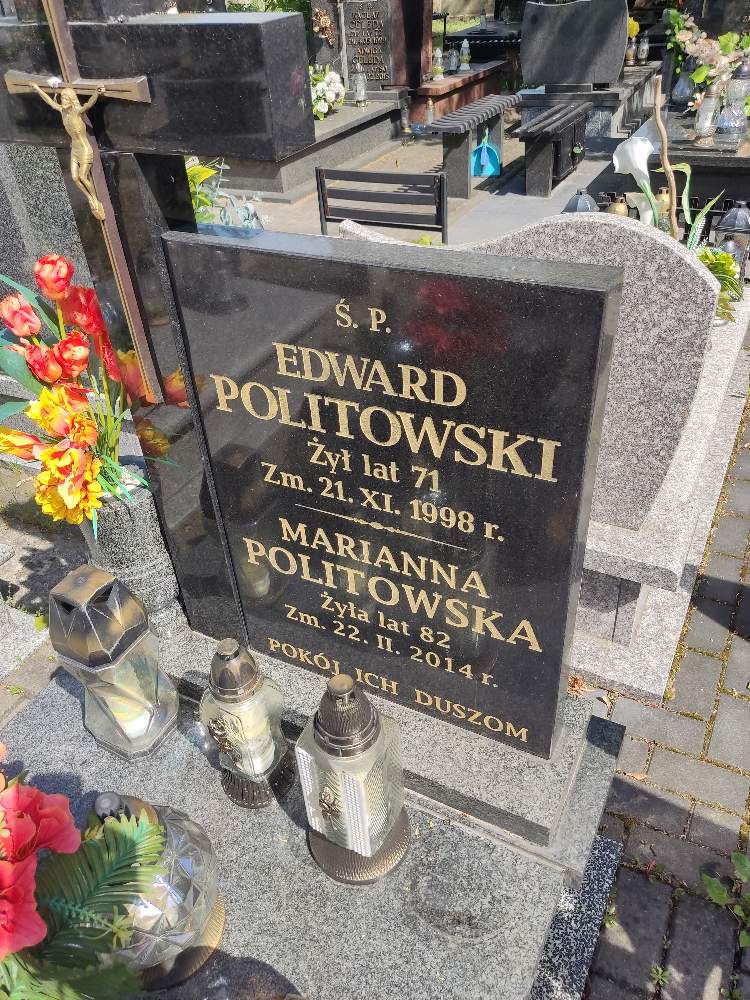 Ś. P.
EDWARD
POLITOWSKI
Żył lat 71
Zm. 21. XI. 1998 r.
MARIANNA
POLITOWSKA
Żyła lat 82
Zm. 22. II. 2014 r.
POKÓJ ICH DUSZOM